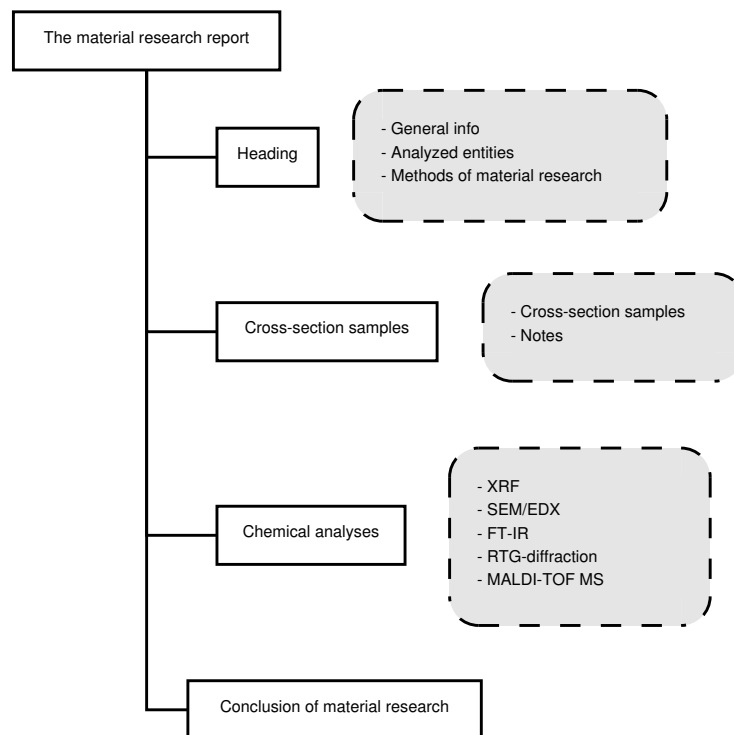 The material research report
Heading
- General info
- Analyzed entities
- Methods of material research
Cross-section samples
- Cross-section samples
- Notes
Chemical analyses
- XRF
- SEM/EDX
- FT-IR
- RTG-diffraction
- MALDI-TOF MS
Conclusion of material research